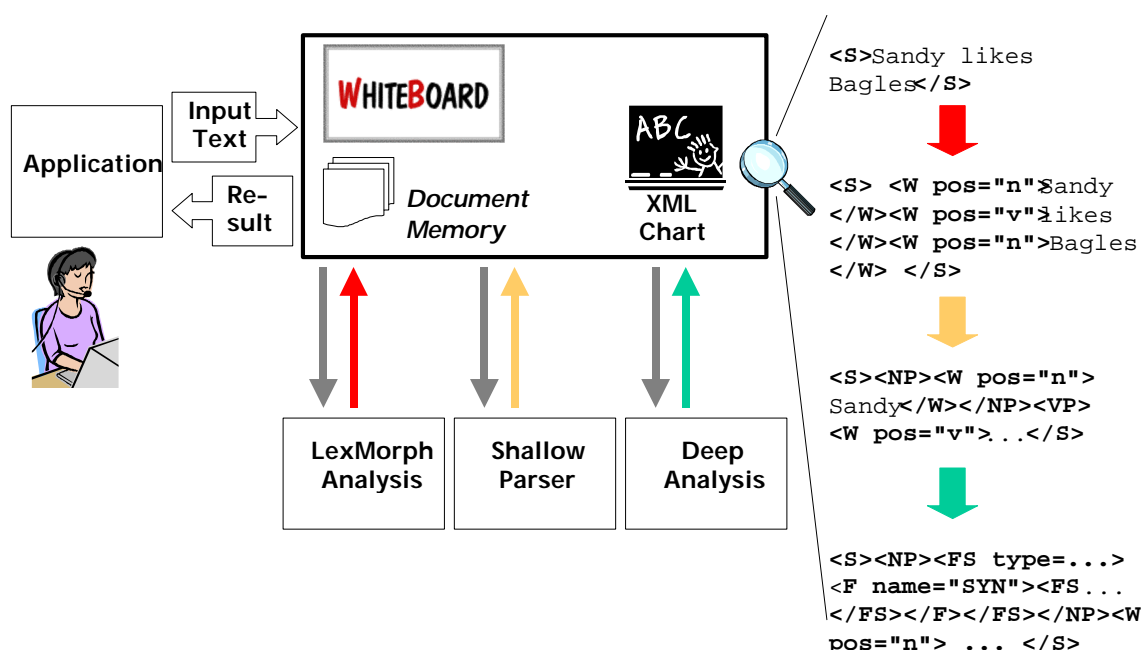 Application
Input
Text
Re-
sult
WHITEBOARD
Document
Memory
ABC
XML
Chart
LexMorph
Analysis
Shallow
Parser
Deep
Analysis
<S>Sandy likes
Bagles</S>
<S> <W pos="n">Sandy
</W><W pos="v">likes
</W><W pos="n">Bagles
</W> </S>
<S><NP><W pos="n">
Sandy</W></NP><VP>
<W pos="v">...</S>
<S><NP><FS type=...>
<F name="SYN"><FS...
</FS></F></FS></NP><W
pos="n"> ... </S>